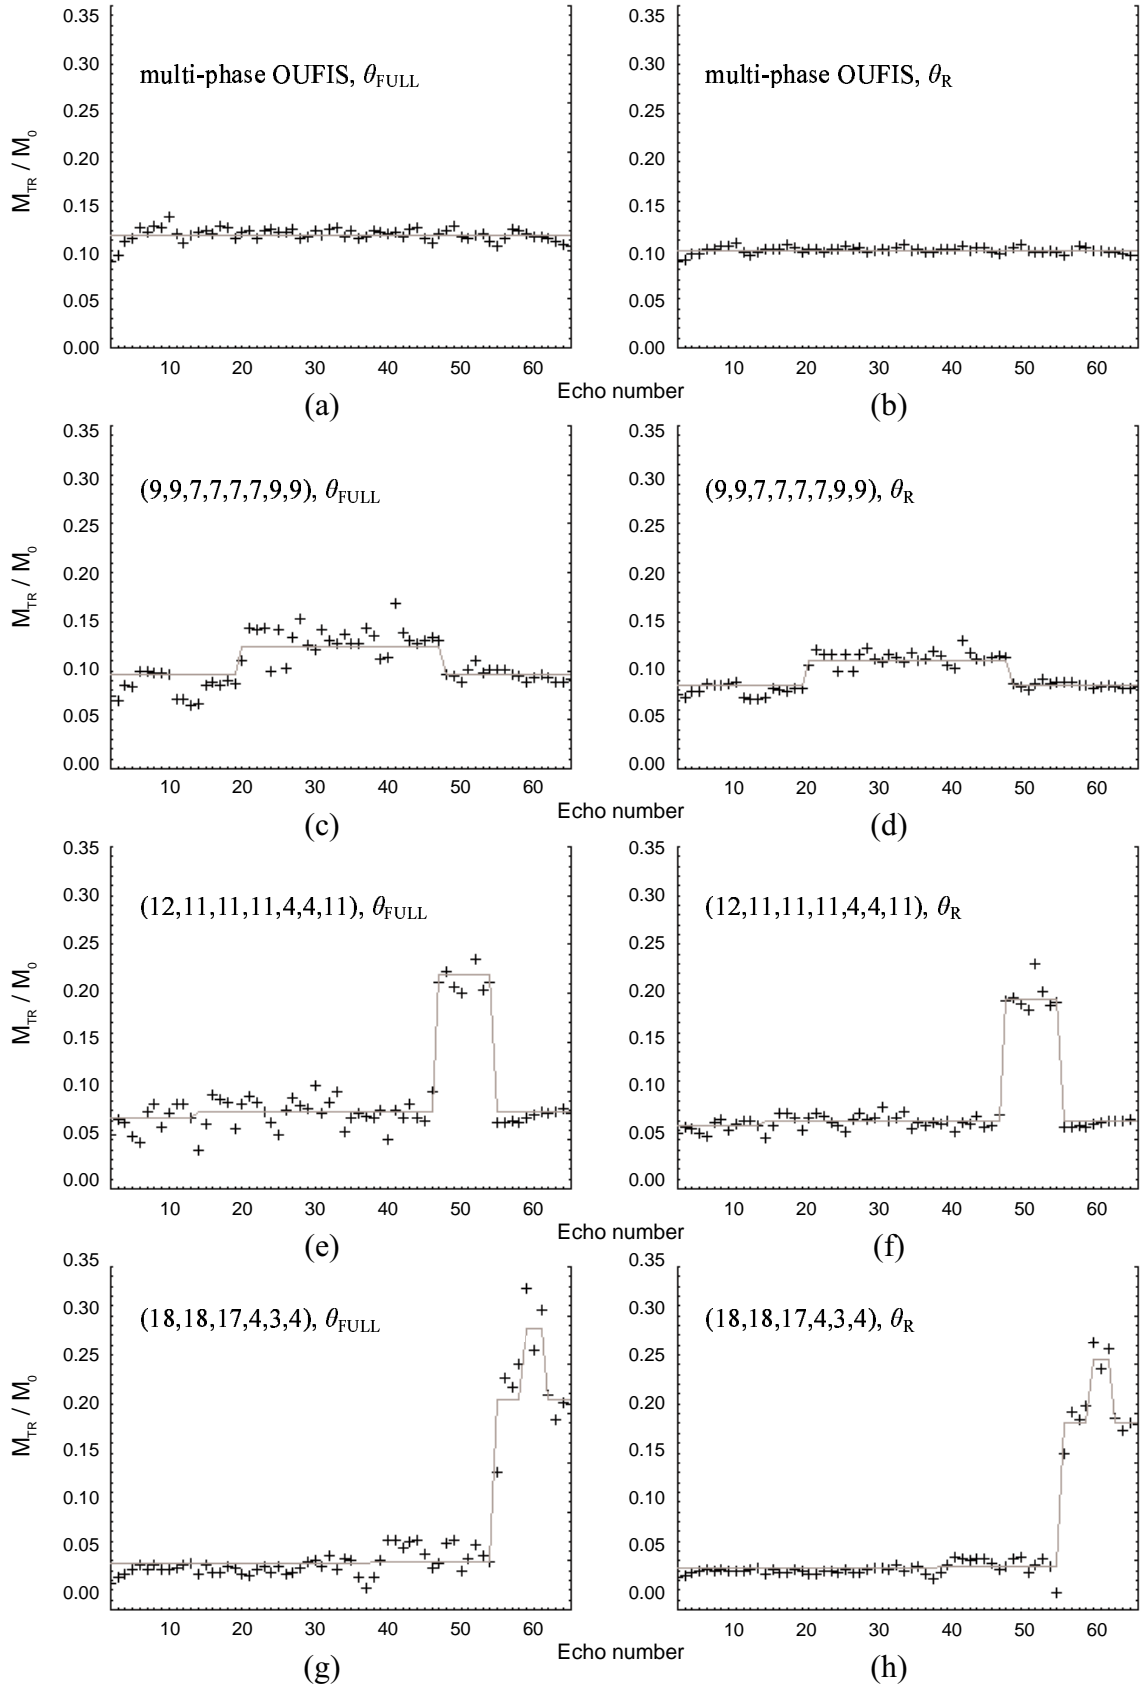 0.35
0.30
0.25
0.20
0.15
0.10
0.05
0.00
M_TR / M_0
multi-phase OUFIS, θ_FULL
10 20 30 40 50 60
0.35
0.30
0.25
0.20
0.15
0.10
0.05
0.00
multi-phase OUFIS, θ_R
10 20 30 40 50 60
Echo number
(a)
(b)
0.35
0.30
0.25
0.20
0.15
0.10
0.05
0.00
M_TR / M_0
(9,9,7,7,7,7,9,9), θ_FULL
10 20 30 40 50 60
0.35
0.30
0.25
0.20
0.15
0.10
0.05
0.00
(9,9,7,7,7,7,9,9), θ_R
10 20 30 40 50 60
Echo number
(c)
(d)
0.35
0.30
0.25
0.20
0.15
0.10
0.05
0.00
M_TR / M_0
(12,11,11,11,4,4,11), θ_FULL
10 20 30 40 50 60
0.35
0.30
0.25
0.20
0.15
0.10
0.05
0.00
(12,11,11,11,4,4,11), θ_R
10 20 30 40 50 60
Echo number
(e)
(f)
0.35
0.30
0.25
0.20
0.15
0.10
0.05
0.00
M_TR / M_0
(18,18,17,4,3,4), θ_FULL
10 20 30 40 50 60
0.35
0.30
0.25
0.20
0.15
0.10
0.05
0.00
(18,18,17,4,3,4), θ_R
10 20 30 40 50 60
Echo number
(g)
(h)